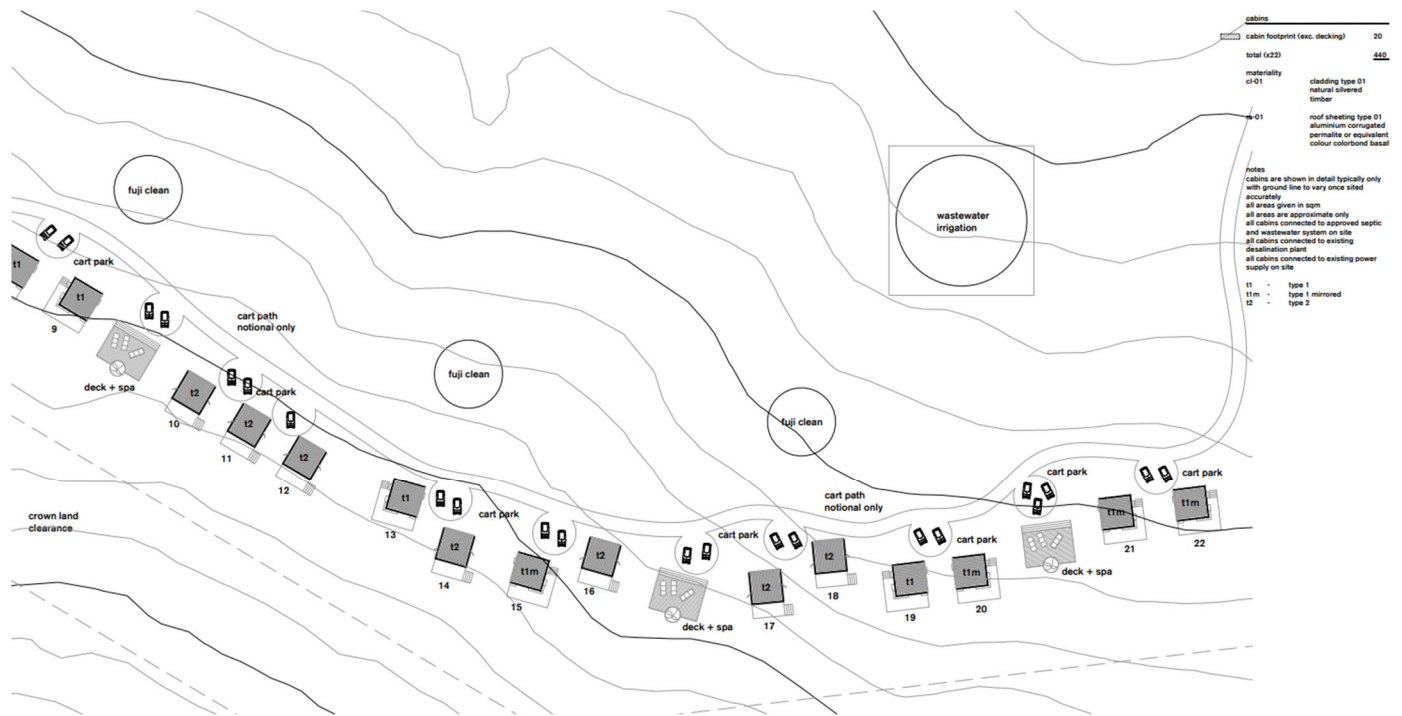 cabins
cabin footprint (exc. decking) 20
total (x22) 440
materiality
cl-01 cladding type 01
natural silvered
timber
rs-01 roof sheeting type 01
aluminium corrugated
permalite or equivalent
colour colorbond basalt
notes
cabins are shown in detail typically only
with ground line to vary once sited
accurately
all areas given in sqm
all areas are approximate only
all cabins connected to approved septic
and wastewater system on site
all cabins connected to existing
desalination plant
all cabins connected to existing power
supply on site
t1 - type 1
t1m - type 1 mirrored
t2 - type 2
fuji clean
wastewater
irrigation
t1
cart park
t1
9
cart path
notional only
deck + spa
fuji clean
t2
10
cart park
t2
11
t2
12
fuji clean
crown land
clearance
t1
13
cart park
t2
14
t1m
15
cart park
t2
16
deck + spa
cart park
t2
17
cart path
notional only
t2
18
t1
19
cart park
t1m
20
cart park
deck + spa
t1m
21
cart park
t1m
22